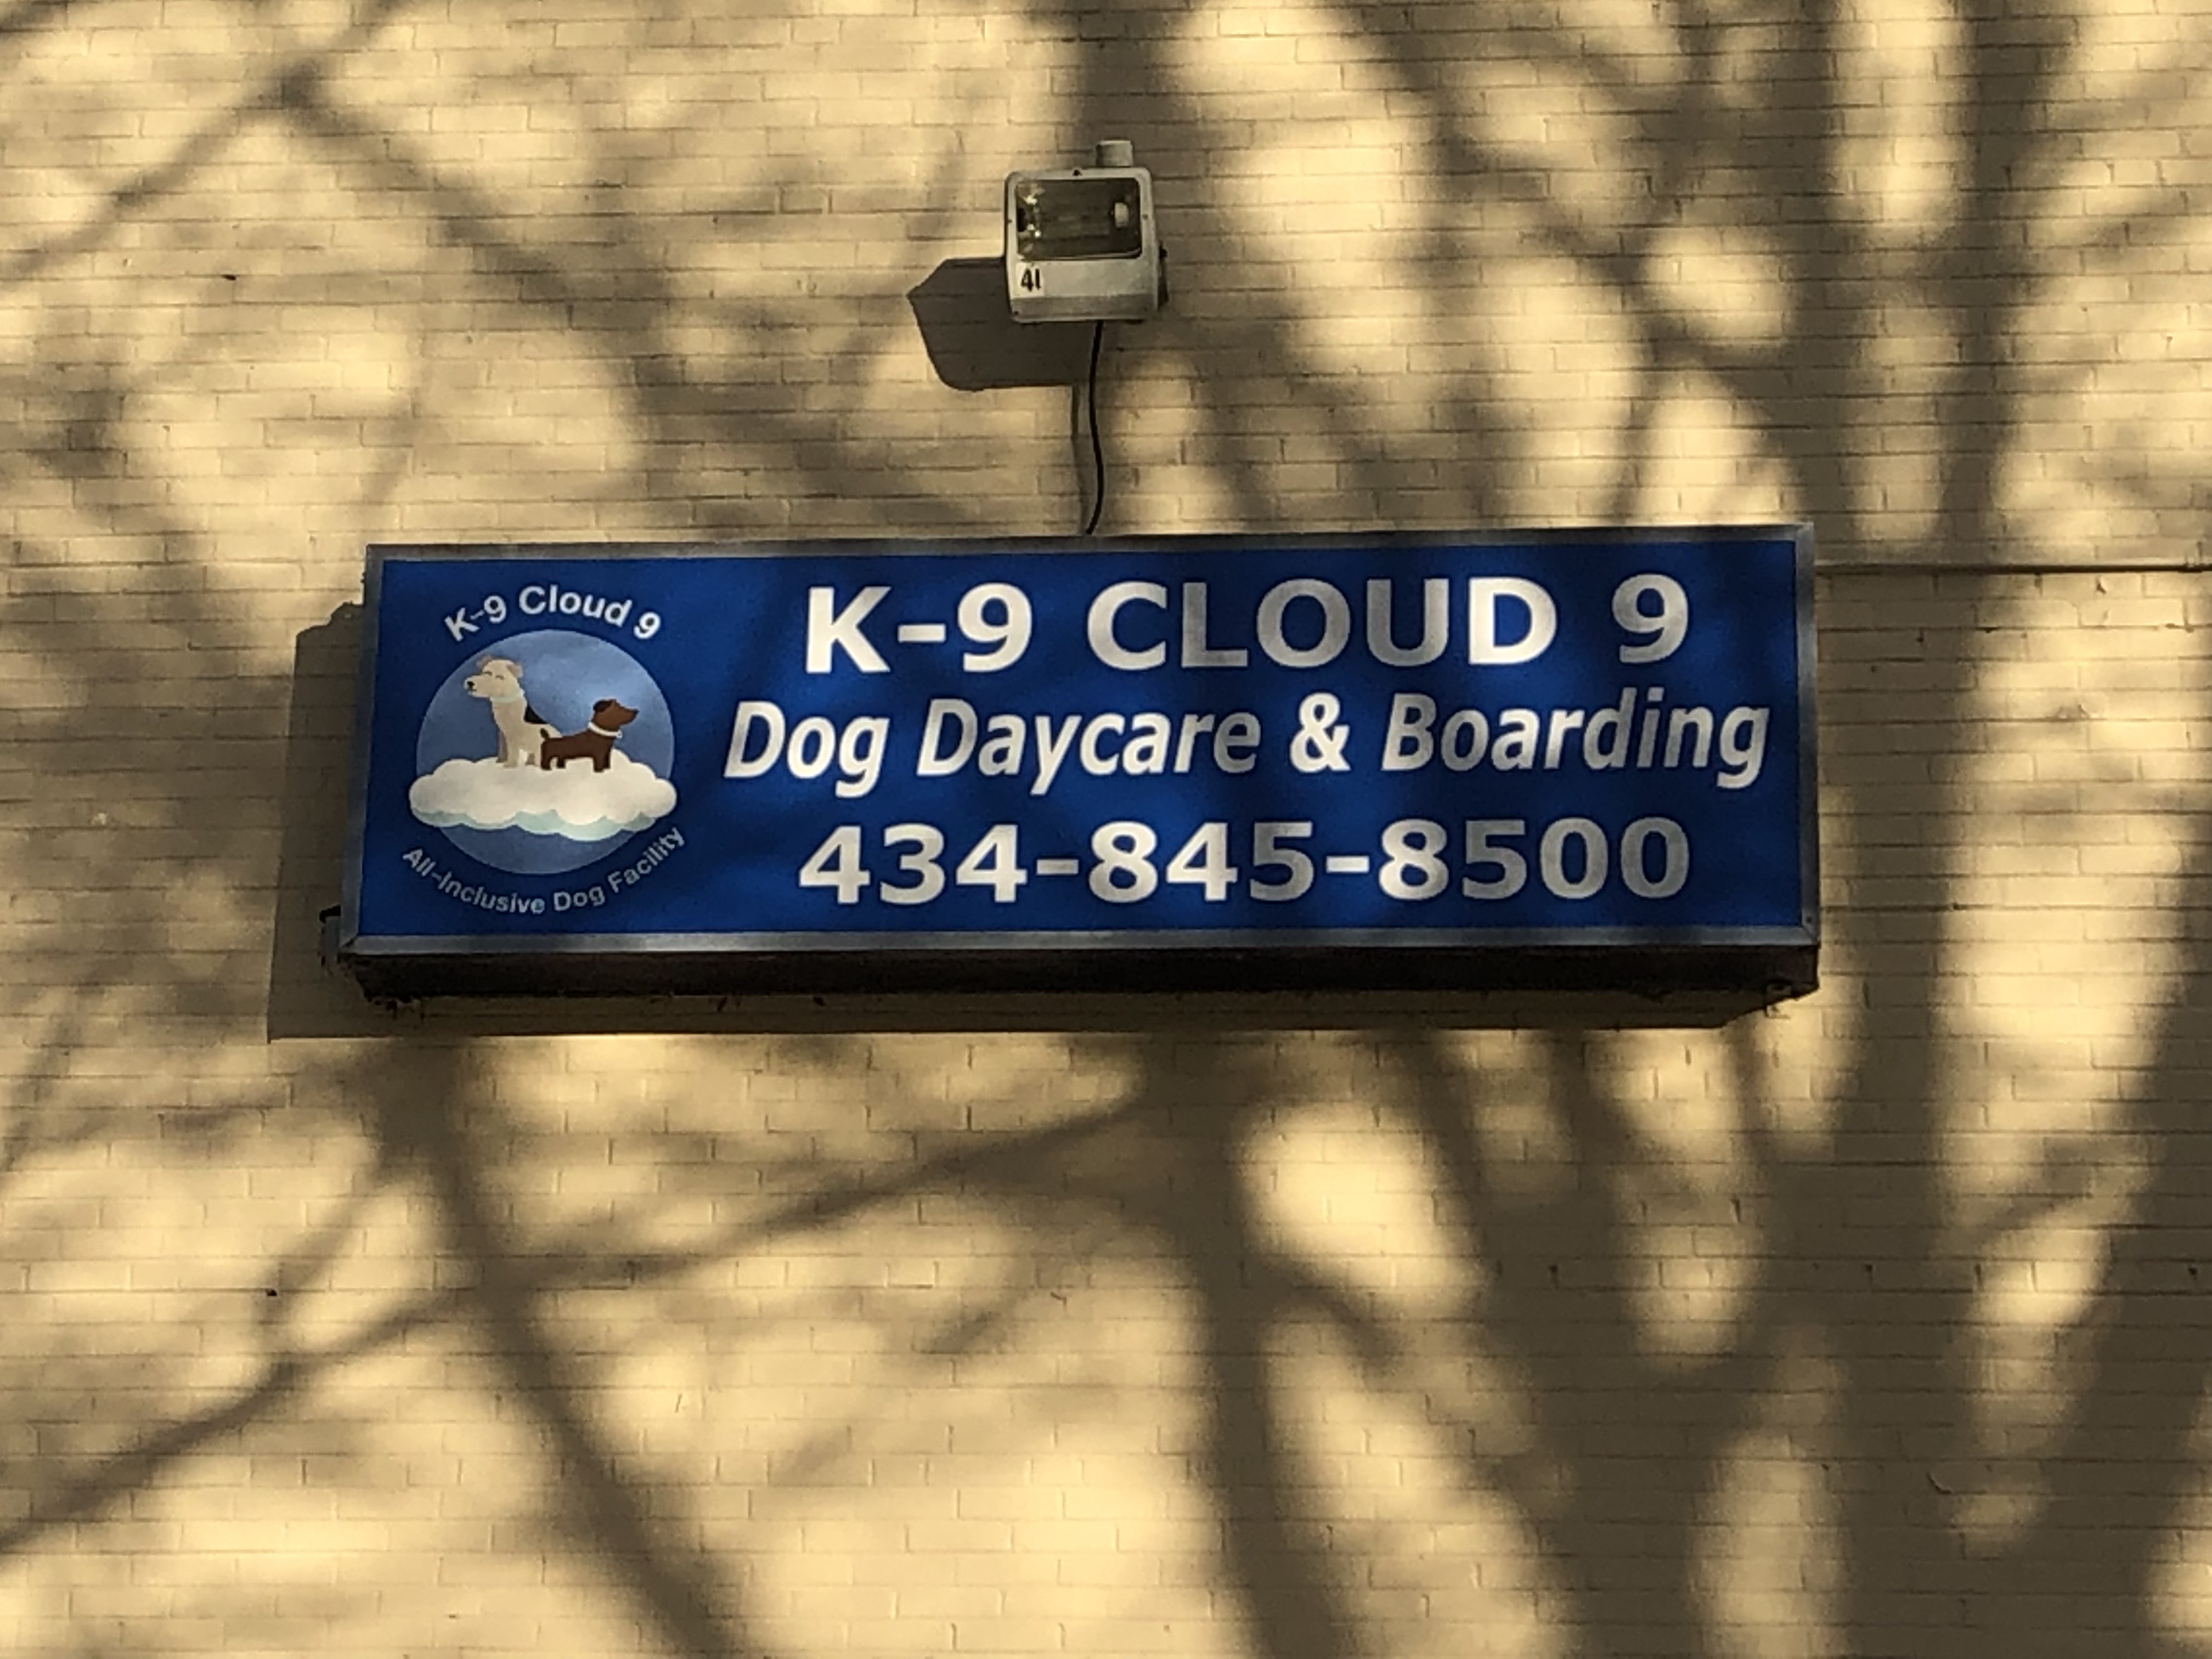 41
K-9 Cloud 9
All-Inclusive Dog Facility
K-9 CLOUD 9
Dog Daycare & Boarding
434-845-8500